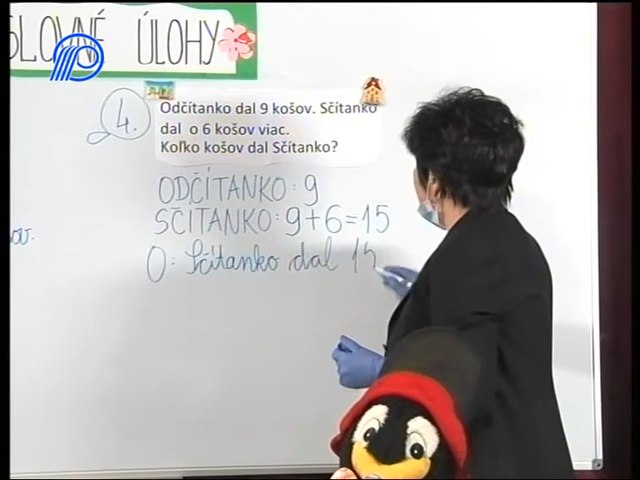 SLOVNÉ ÚLOHY
4.
Odčítanko dal 9 košov. Sčítanko
dal o 6 košov viac.
Koľko košov dal Sčítanko?
ODČÍTANKO: 9
SČÍTANKO: 9+6=15
ov.
O: Sčítanko dal 15